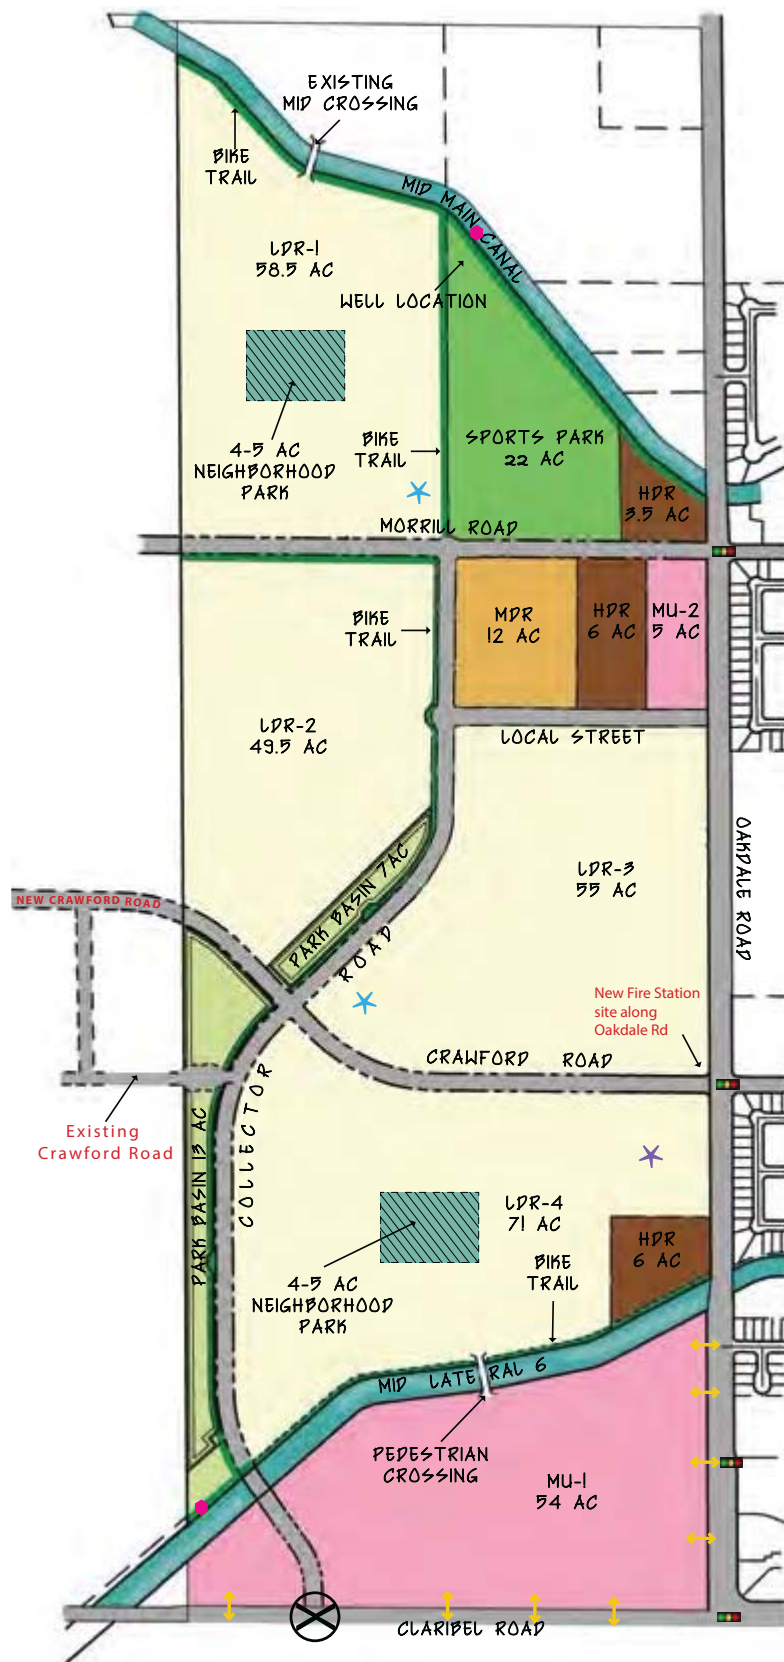 EXISTING
MID CROSSING
BIKE
TRAIL
MID MAIN CANAL
LDR-1
58.5 AC
WELL LOCATION
4-5 AC
NEIGHBORHOOD
PARK
BIKE
TRAIL
SPORTS PARK
22 AC
HDR
3.5 AC
MORRILL ROAD
BIKE
TRAIL
MDR
12 AC
HDR
6 AC
MU-2
5 AC
LDR-2
49.5 AC
LOCAL STREET
OAKDALE ROAD
LDR-3
55 AC
PARK BASIN 7AC
NEW CRAWFORD ROAD
COLLECTOR ROAD
New Fire Station
site along
Oakdale Rd
CRAWFORD ROAD
Existing
Crawford Road
PARK BASIN 13 AC
LDR-4
71 AC
HDR
6 AC
4-5 AC
NEIGHBORHOOD
PARK
BIKE
TRAIL
MID LATERAL 6
PEDESTRIAN
CROSSING
MU-1
54 AC
CLARIBEL ROAD